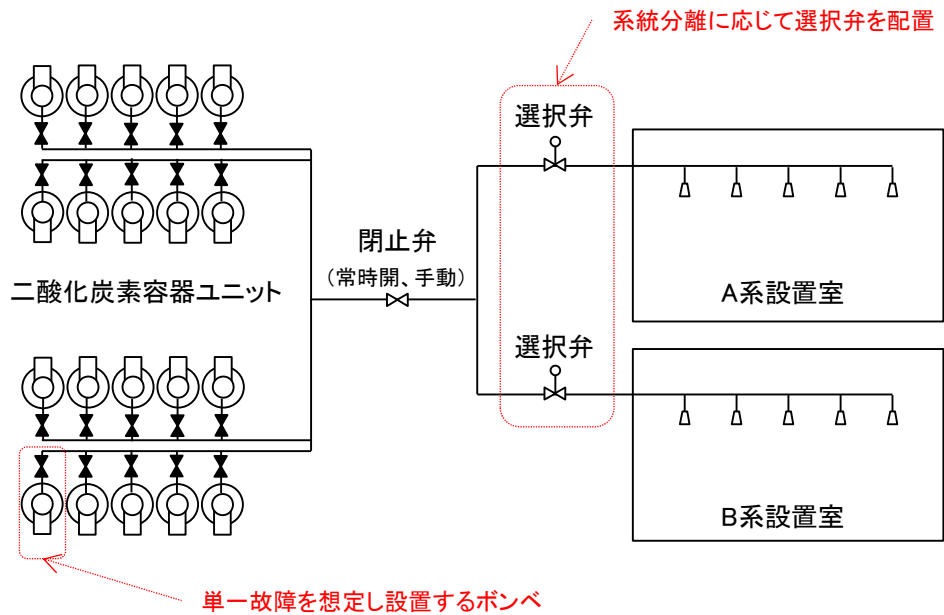 系統分離に応じて選択弁を配置
選択弁
閉止弁
（常時開、手動）
二酸化炭素容器ユニット
A系設置室
選択弁
B系設置室
単一故障を想定し設置するボンベ